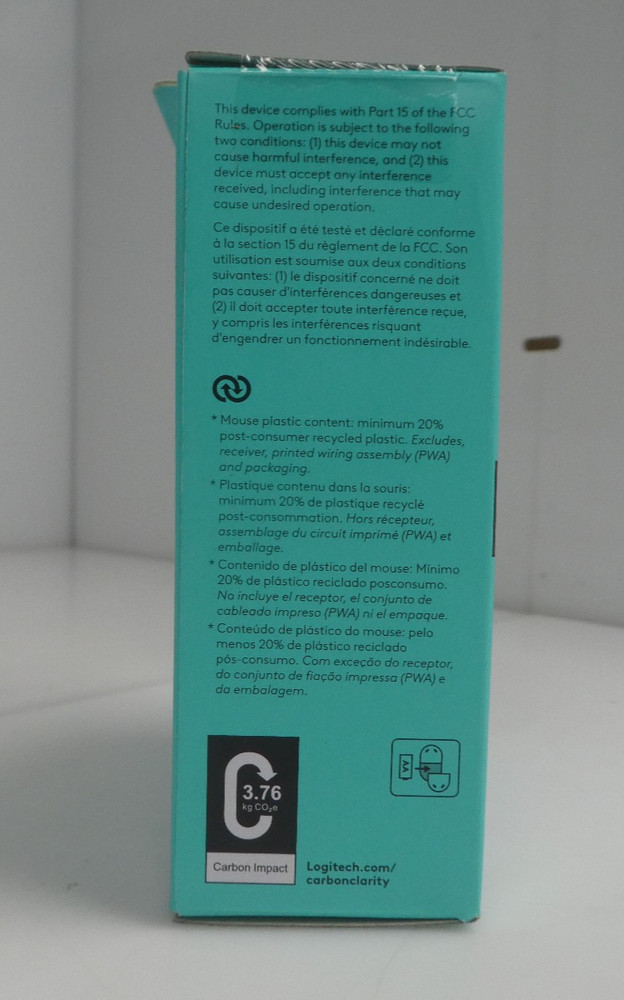 This device complies with Part 15 of the FCC
Rules. Operation is subject to the following
two conditions: (1) this device may not
cause harmful interference, and (2) this
device must accept any interference
received, including interference that may
cause undesired operation.
Ce dispositif a été testé et déclaré conforme
à la section 15 du règlement de la FCC. Son
utilisation est soumise aux deux conditions
suivantes: (1) le dispositif concerné ne doit
pas causer d'interférences dangereuses et
(2) il doit accepter toute interférence reçue,
y compris les interférences risquant
d'engendrer un fonctionnement indésirable.
* Mouse plastic content: minimum 20%
post-consumer recycled plastic. Excludes,
receiver, printed wiring assembly (PWA)
and packaging.
* Plastique contenu dans la souris:
minimum 20% de plastique recyclé
post-consommation. Hors récepteur,
assemblage du circuit imprimé (PWA) et
emballage.
* Contenido de plástico del mouse: Mínimo
20% de plástico reciclado posconsumo.
No incluye el receptor, el conjunto de
cableado impreso (PWA) ni el empaque.
* Conteúdo de plástico do mouse: pelo
menos 20% de plástico reciclado
pós-consumo. Com exceção do receptor,
do conjunto de fiação impressa (PWA) e
da embalagem.
3.76
kg CO₂e
Carbon Impact
Logitech.com/
carbonclarity
AA